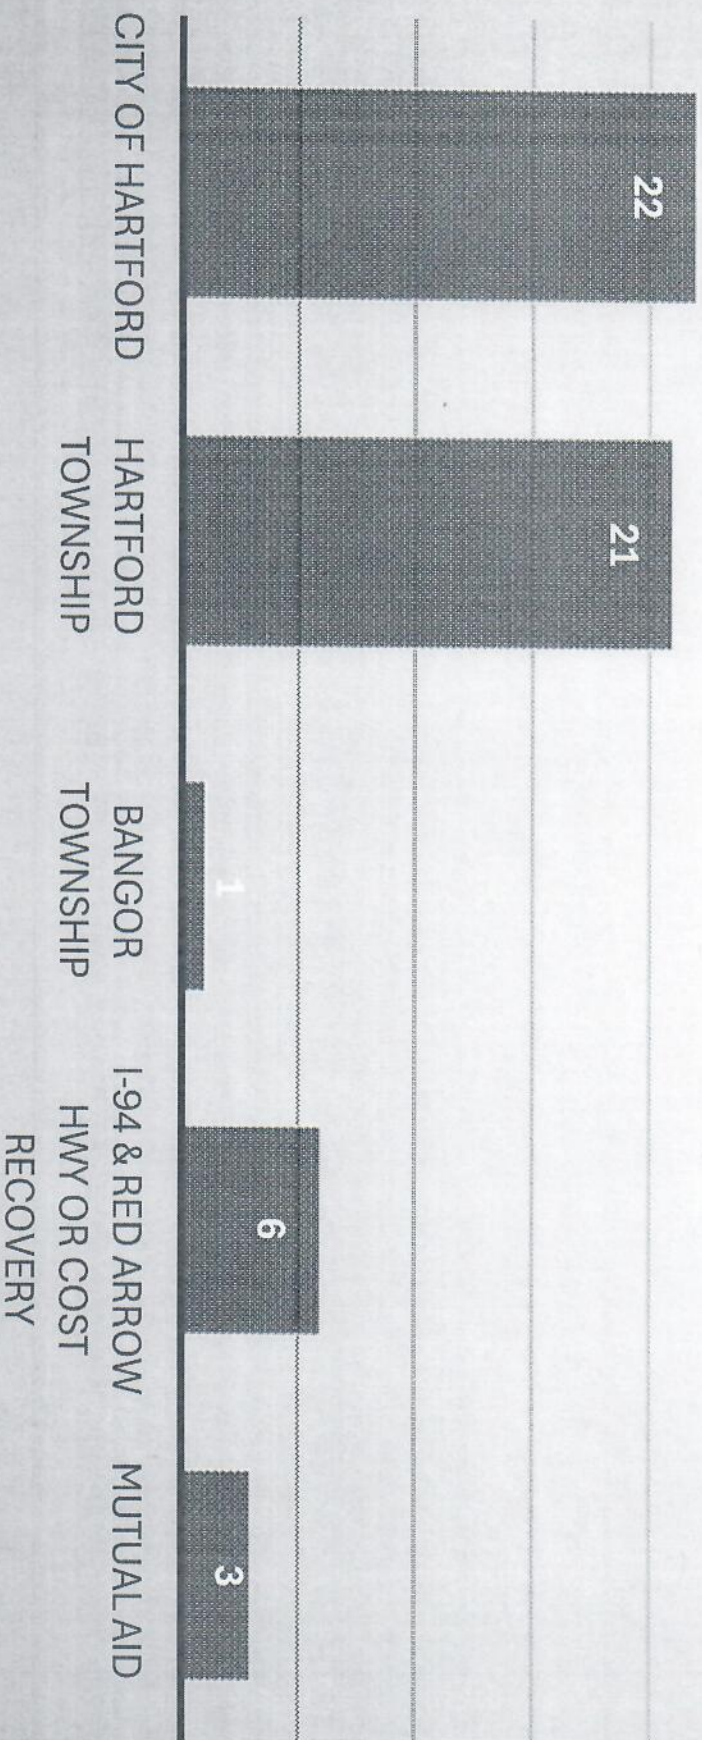 22
21
1
6
3
CITY OF HARTFORD
HARTFORD
TOWNSHIP
BANGOR
TOWNSHIP
I-94 & RED ARROW
HWY OR COST
RECOVERY
MUTUAL AID